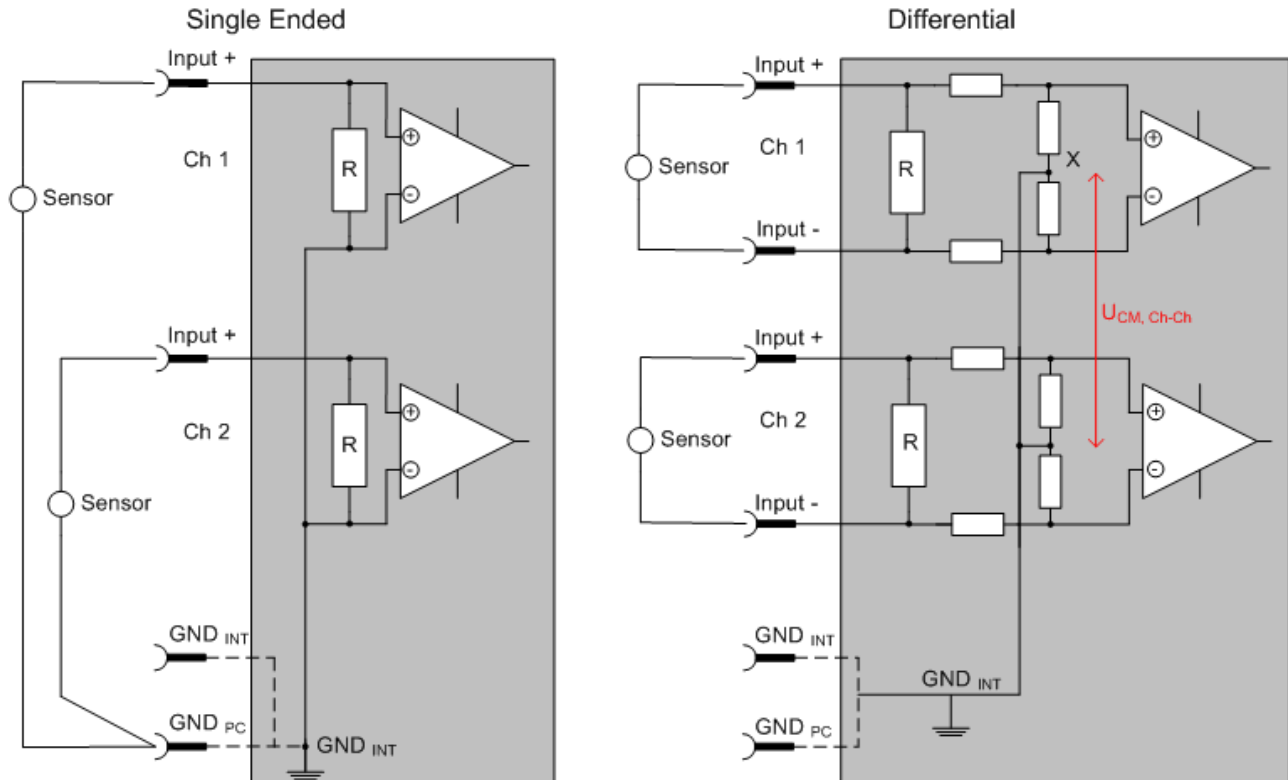 Single Ended
Input +
Ch 1
R
+
-
Sensor
Input +
Ch 2
R
+
-
Sensor
GND INT
GND PC
GND INT
Differential
Input +
Ch 1
Sensor
R
X
+
-
Input -
U CM, Ch-Ch
Input +
Ch 2
Sensor
R
+
-
Input -
GND INT
GND INT
GND PC